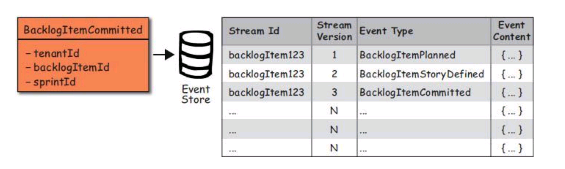 BacklogItemCommitted
– tenantId
– backlogItemId
– sprintId
Event
Store
Stream Id Stream Version Event Type Event Content
backlogItem123 1 BacklogItemPlanned {...}
backlogItem123 2 BacklogItemStoryDefined {...}
backlogItem123 3 BacklogItemCommitted {...}
... N ... {...}
... N ... {...}
... N ... {...}